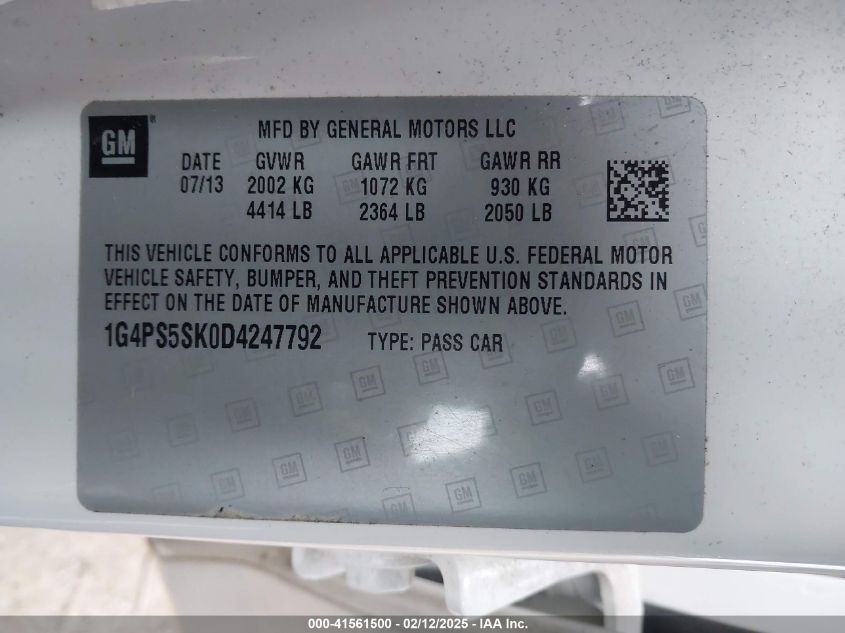 GM ®
MFD BY GENERAL MOTORS LLC
DATE GVWR GAWR FRT GAWR RR
07/13 2002 KG 1072 KG 930 KG
4414 LB 2364 LB 2050 LB
THIS VEHICLE CONFORMS TO ALL APPLICABLE U.S. FEDERAL MOTOR
VEHICLE SAFETY, BUMPER, AND THEFT PREVENTION STANDARDS IN
EFFECT ON THE DATE OF MANUFACTURE SHOWN ABOVE.
1G4PS5SK0D4247792 TYPE: PASS CAR
000-41561500 - 02/12/2025 - IAA Inc.